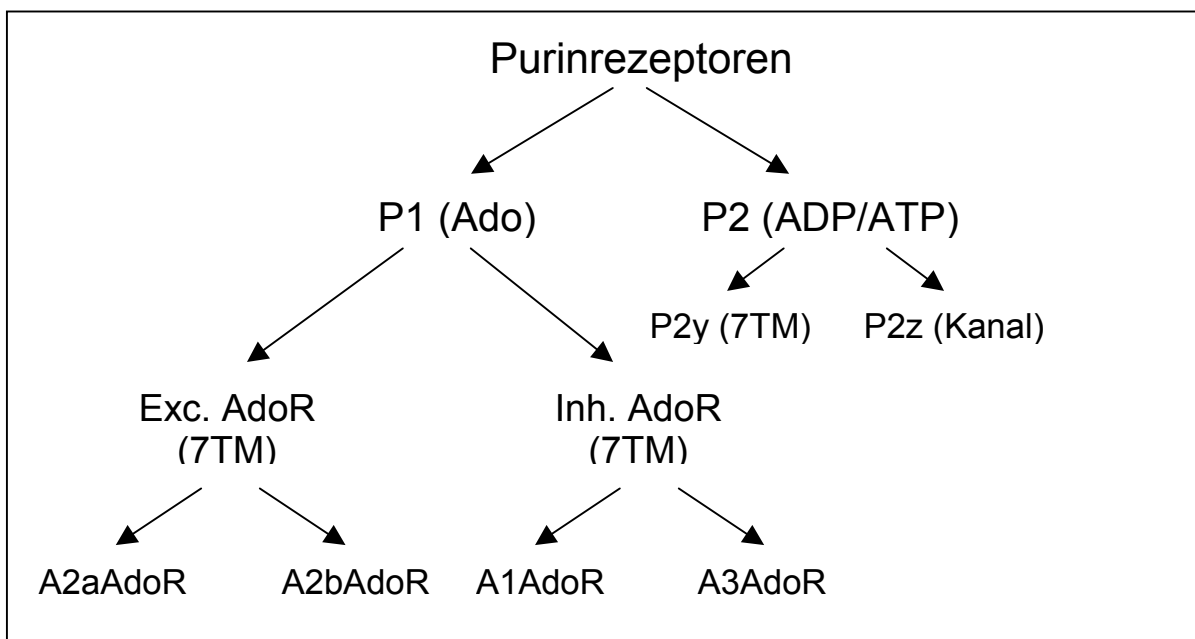 Purinrezeptoren
P1 (Ado)
P2 (ADP/ATP)
P2y (7TM)
P2z (Kanal)
Exc. AdoR
(7TM)
Inh. AdoR
(7TM)
A2aAdoR
A2bAdoR
A1AdoR
A3AdoR